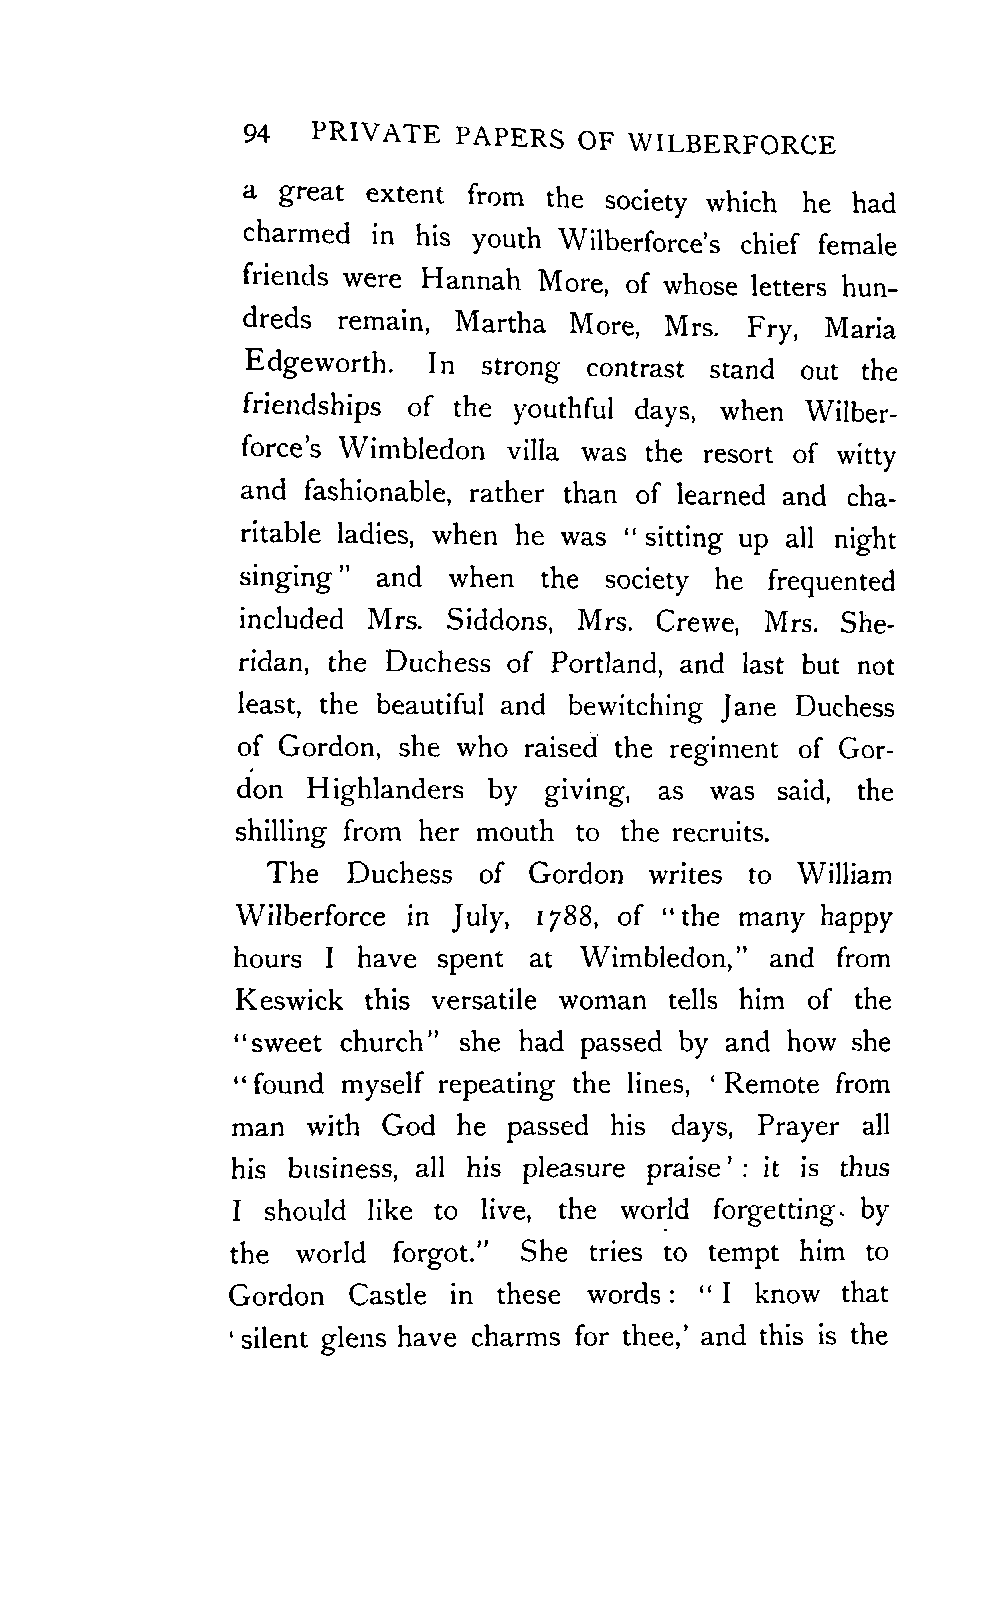 94 PRIVATE PAPERS OF WILBERFORCE
a great extent from the society which he had
charmed in his youth Wilberforce's chief female
friends were Hannah More, of whose letters hun-
dreds remain, Martha More, Mrs. Fry, Maria
Edgeworth. In strong contrast stand out the
friendships of the youthful days, when Wilber-
force's Wimbledon villa was the resort of witty
and fashionable, rather than of learned and cha-
ritable ladies, when he was "sitting up all night
singing" and when the society he frequented
included Mrs. Siddons, Mrs. Crewe, Mrs. She-
ridan, the Duchess of Portland, and last but not
least, the beautiful and bewitching Jane Duchess
of Gordon, she who raised the regiment of Gor-
don Highlanders by giving, as was said, the
shilling from her mouth to the recruits.
The Duchess of Gordon writes to William
Wilberforce in July, 1788, of "the many happy
hours I have spent at Wimbledon," and from
Keswick this versatile woman tells him of the
"sweet church" she had passed by and how she
"found myself repeating the lines, 'Remote from
man with God he passed his days, Prayer all
his business, all his pleasure praise': it is thus
I should like to live, the world forgetting, by
the world forgot." She tries to tempt him to
Gordon Castle in these words: "I know that
'silent glens have charms for thee,' and this is the